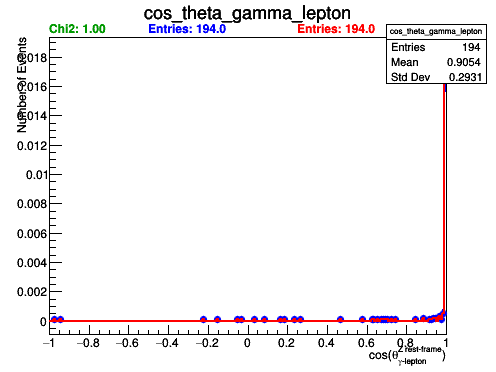 cos_theta_gamma_lepton
Chi2: 1.00 Entries: 194.0 Entries: 194.0
cos_theta_gamma_lepton
Entries 194
Mean 0.9054
Std Dev 0.2931
Number of Events
0.018
0.016
0.014
0.012
0.01
0.008
0.006
0.004
0.002
0
−1 −0.8 −0.6 −0.4 −0.2 0 0.2 0.4 0.6 0.8 1
cos(θ^Z rest-frame_γ-lepton)